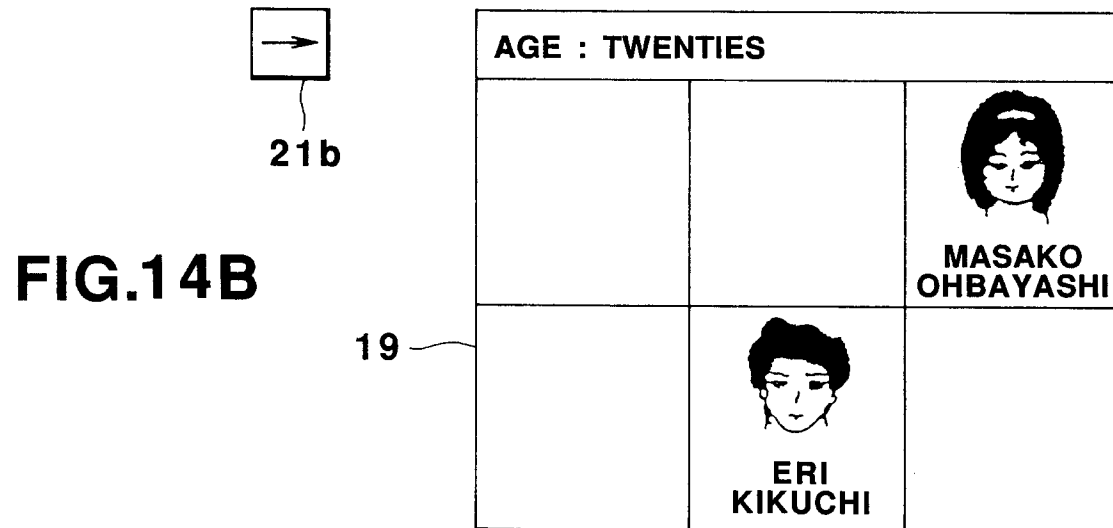 21b
FIG.14B
19
AGE : TWENTIES
MASAKO
OHBAYASHI
ERI
KIKUCHI